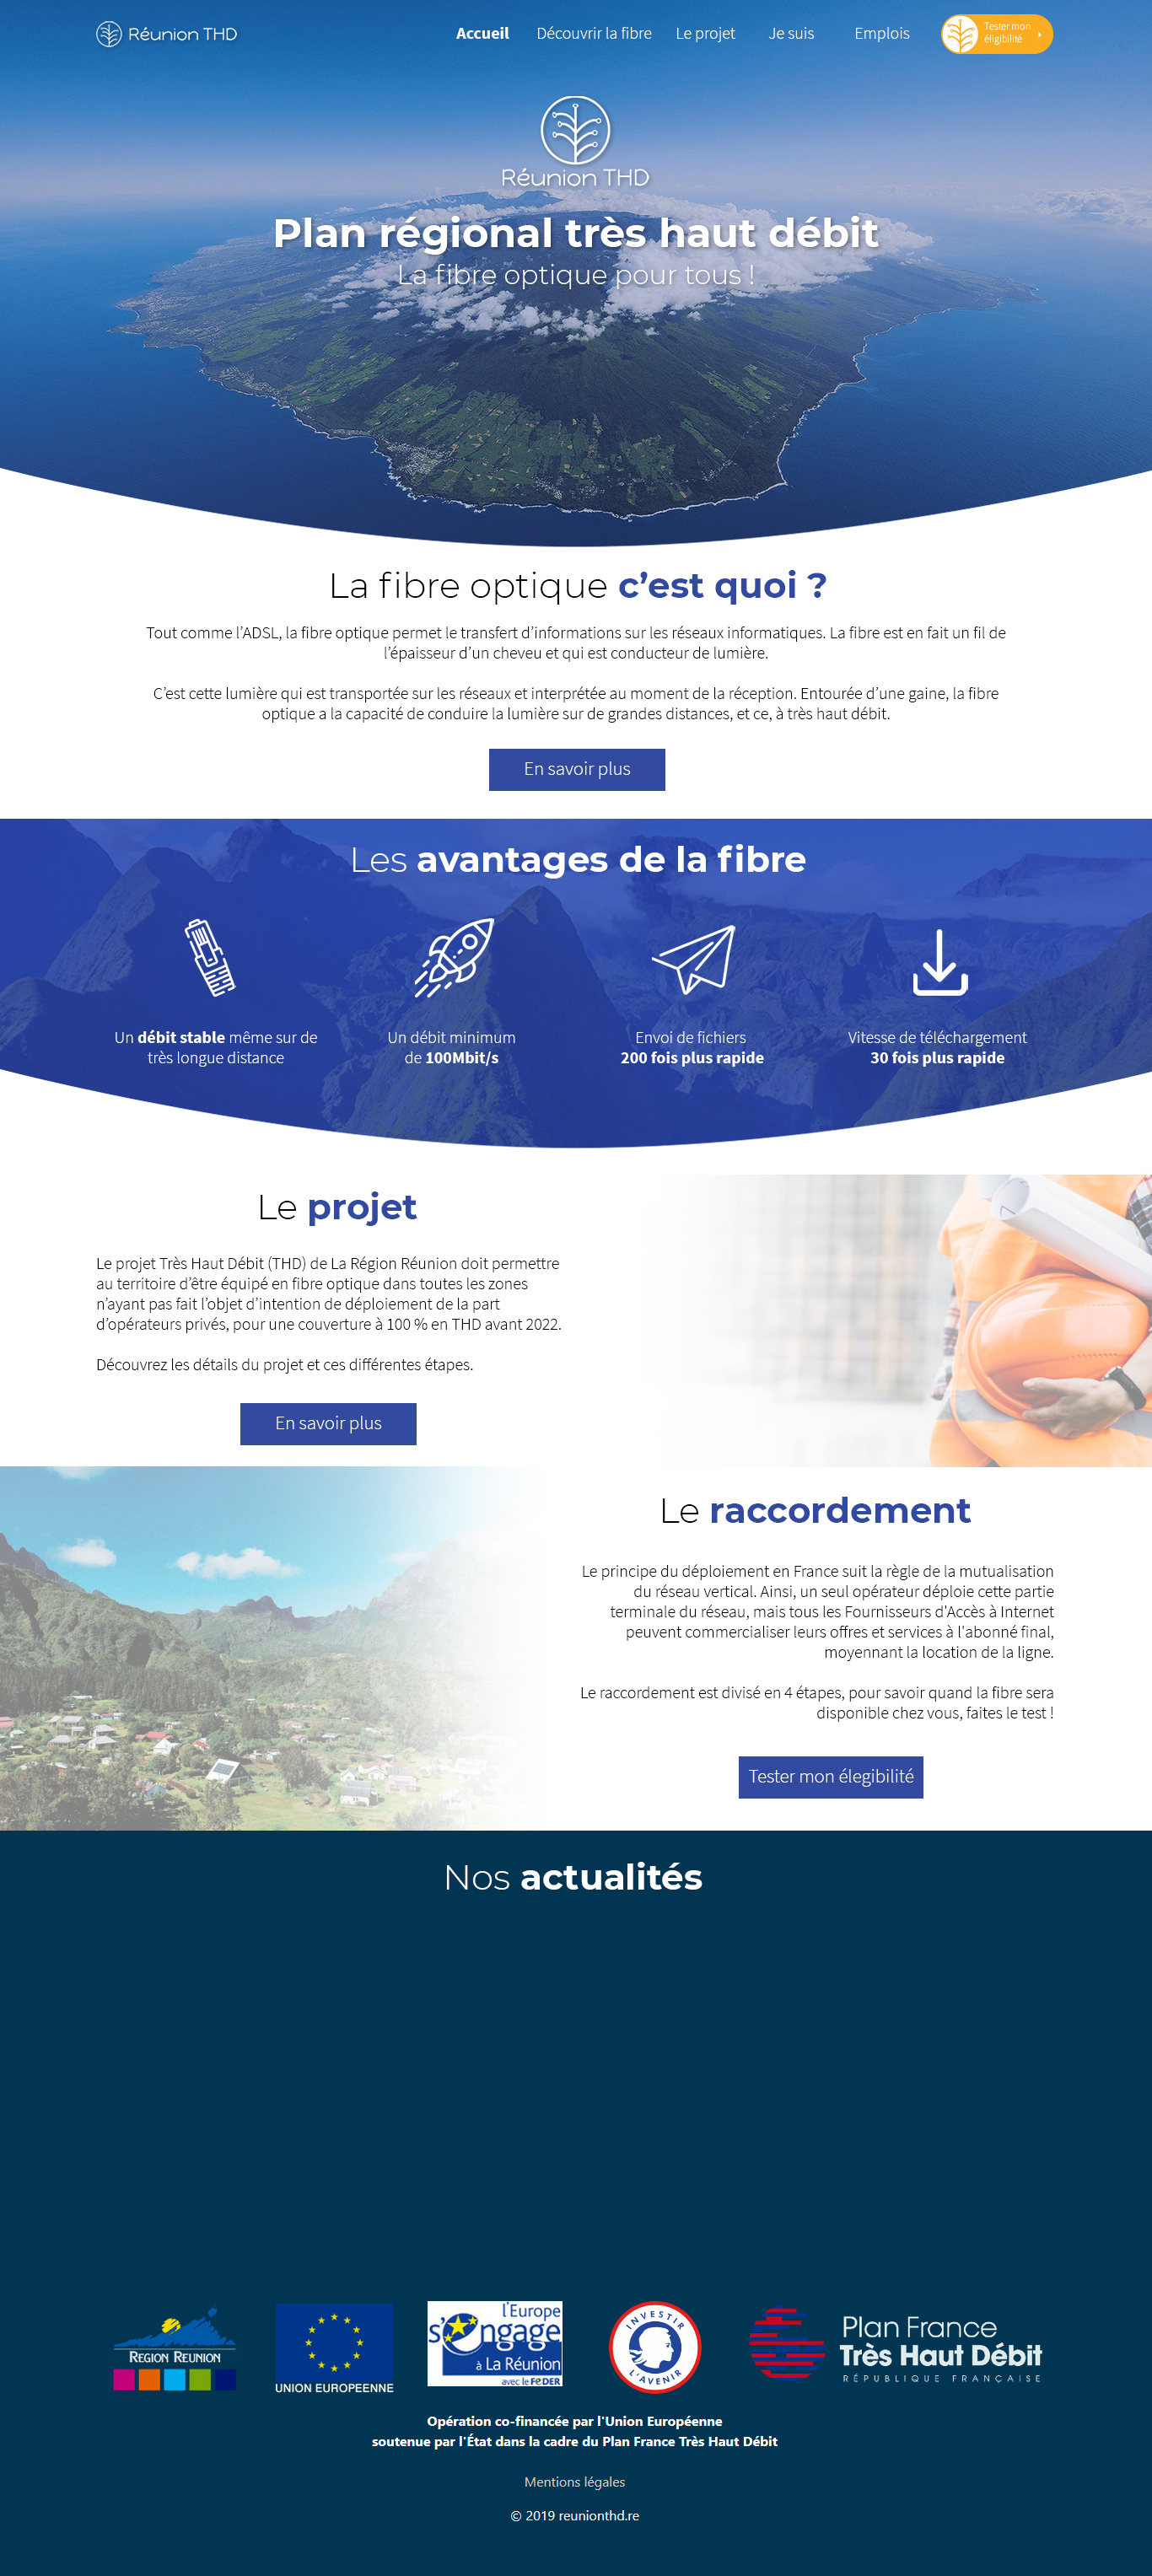 Réunion THD
Accueil
Découvrir la fibre
Le projet
Je suis
Emplois
Tester mon
éligibilité
Réunion THD
Plan régional très haut débit
La fibre optique pour tous !
La fibre optique c’est quoi ?
Tout comme l’ADSL, la fibre optique permet le transfert d’informations sur les réseaux informatiques. La fibre est en fait un fil de
l’épaisseur d’un cheveu et qui est conducteur de lumière.
C’est cette lumière qui est transportée sur les réseaux et interprétée au moment de la réception. Entourée d’une gaine, la fibre
optique a la capacité de conduire la lumière sur de grandes distances, et ce, à très haut débit.
En savoir plus
Les avantages de la fibre
Un débit stable même sur de
très longue distance
Un débit minimum
de 100Mbit/s
Envoi de fichiers
200 fois plus rapide
Vitesse de téléchargement
30 fois plus rapide
Le projet
Le projet Très Haut Débit (THD) de La Région Réunion doit permettre
au territoire d’être équipé en fibre optique dans toutes les zones
n’ayant pas fait l’objet d’intention de déploiement de la part
d’opérateurs privés, pour une couverture à 100 % en THD avant 2022.
Découvrez les détails du projet et ces différentes étapes.
En savoir plus
Le raccordement
Le principe du déploiement en France suit la règle de la mutualisation
du réseau vertical. Ainsi, un seul opérateur déploie cette partie
terminale du réseau, mais tous les Fournisseurs d'Accès à Internet
peuvent commercialiser leurs offres et services à l'abonné final,
moyennant la location de la ligne.
Le raccordement est divisé en 4 étapes, pour savoir quand la fibre sera
disponible chez vous, faites le test !
Tester mon élegibilité
Nos actualités
REGION REUNION
UNION EUROPEENNE
l'Europe
s'engage
à La Réunion
avec le FEDER
INVESTIR
L'AVENIR
Plan France
Très Haut Débit
RÉPUBLIQUE FRANÇAISE
Opération co-financée par l'Union Européenne
soutenue par l'État dans la cadre du Plan France Très Haut Débit
Mentions légales
© 2019 reunionthd.re